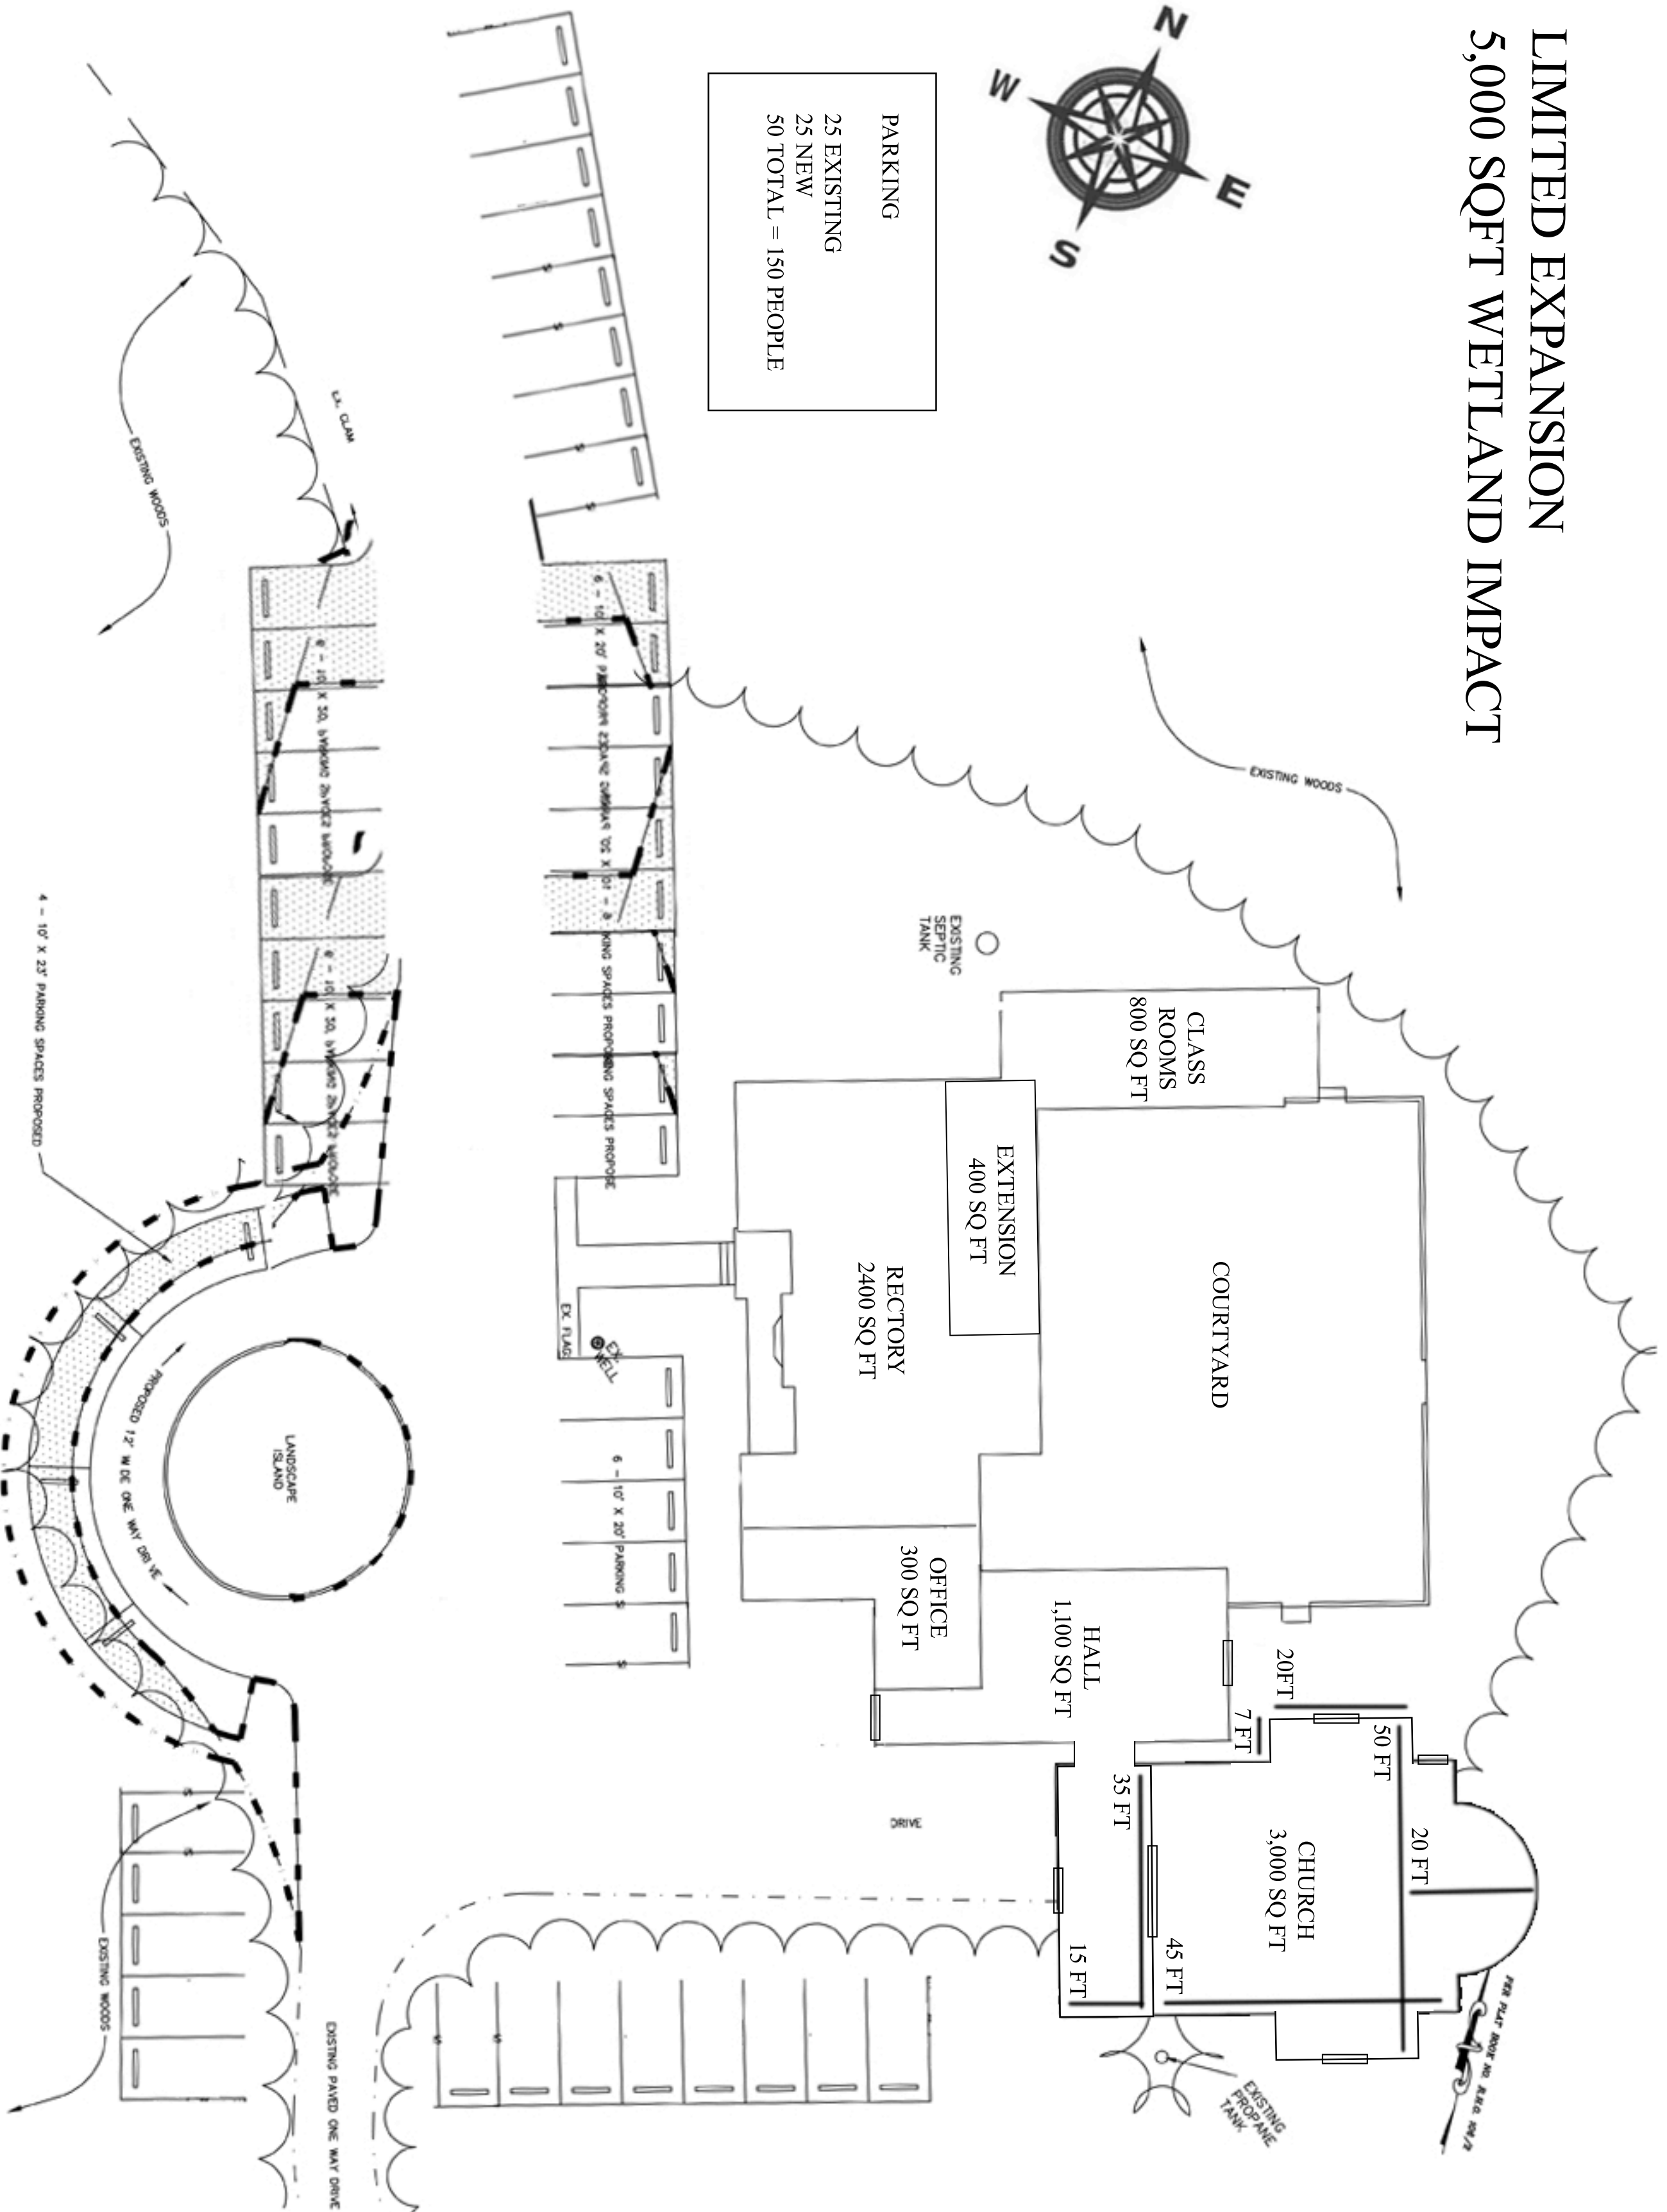 LIMITED EXPANSION
5,000 SQFT WETLAND IMPACT
N
W
E
S
PARKING
25 EXISTING
25 NEW
50 TOTAL = 150 PEOPLE
EXISTING WOODS
EXISTING WOODS
EXISTING
SEPTIC
TANK
CLASS
ROOMS
800 SQ FT
EXTENSION
400 SQ FT
COURTYARD
RECTORY
2400 SQ FT
OFFICE
300 SQ FT
HALL
1,100 SQ FT
20FT
7 FT
50 FT
35 FT
20 FT
CHURCH
3,000 SQ FT
45 FT
15 FT
DRIVE
EXISTING
PROPANE
TANK
EX. FLAG
EX.
WELL
6 - 10' X 20' PARKING S
KING SPACES PROPOSE
4 - 10' X 23' PARKING SPACES PROPOSED
PROPOSED 12' WIDE ONE WAY DRIVE
LANDSCAPE
ISLAND
EXISTING WOODS
EXISTING PAVED ONE WAY DRIVE